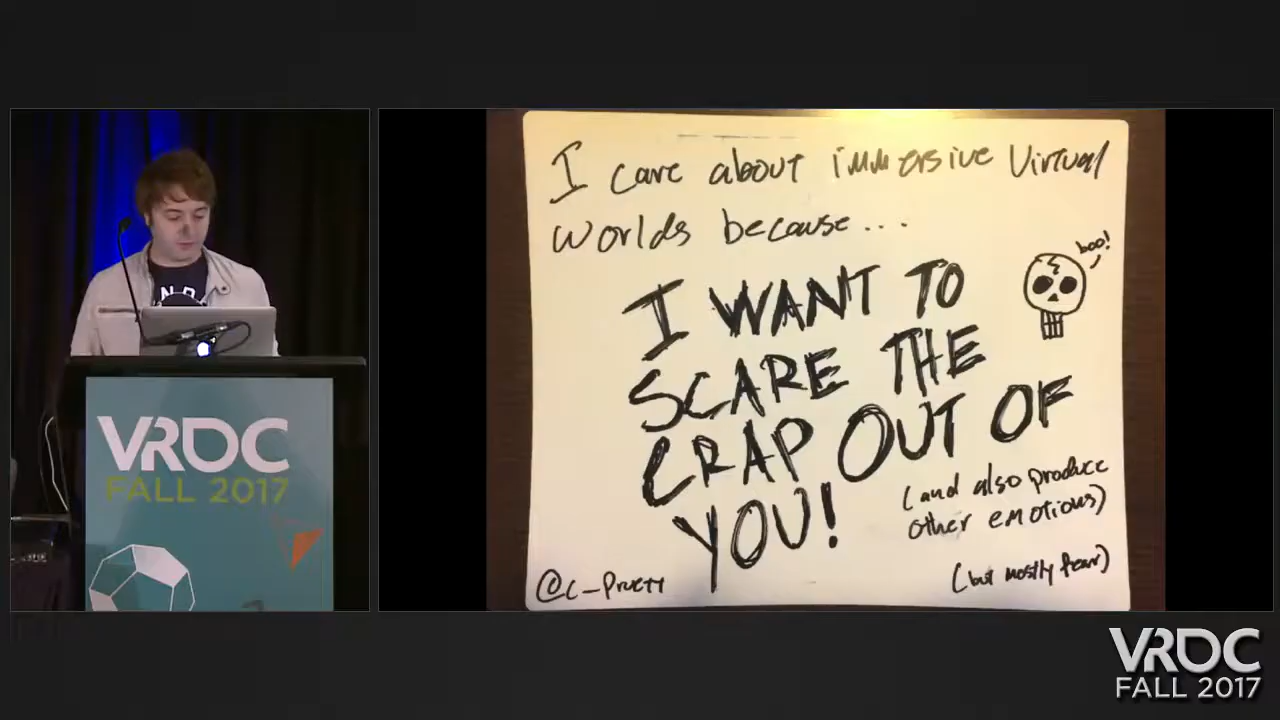 I care about immersive Virtual
worlds because...
boo!
I WANT TO
SCARE THE
CRAP OUT OF
YOU!
(and also produce
other emotions)
(but mostly fear)
@C_Pruett
VRDC
FALL 2017
VRDC
FALL 2017